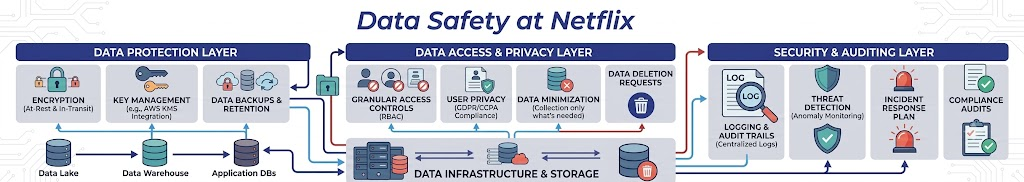 Data Safety at Netflix
DATA PROTECTION LAYER
ENCRYPTION
(At-Rest & In-Transit)
KEY MANAGEMENT
(e.g., AWS KMS
Integration)
DATA BACKUPS &
RETENTION
Data Lake
Data Warehouse
Application DBs
DATA ACCESS & PRIVACY LAYER
GRANULAR ACCESS
CONTROLS
(RBAC)
USER PRIVACY
(GDPR/CCPA
Compliance)
DATA MINIMIZATION
(Collection only
what's needed)
DATA DELETION
REQUESTS
DATA INFRASTRUCTURE & STORAGE
SECURITY & AUDITING LAYER
LOG
LOG
LOGGING &
AUDIT TRAILS
(Centralized Logs)
THREAT
DETECTION
(Anomaly Monitoring)
INCIDENT
RESPONSE
PLAN
COMPLIANCE
AUDITS